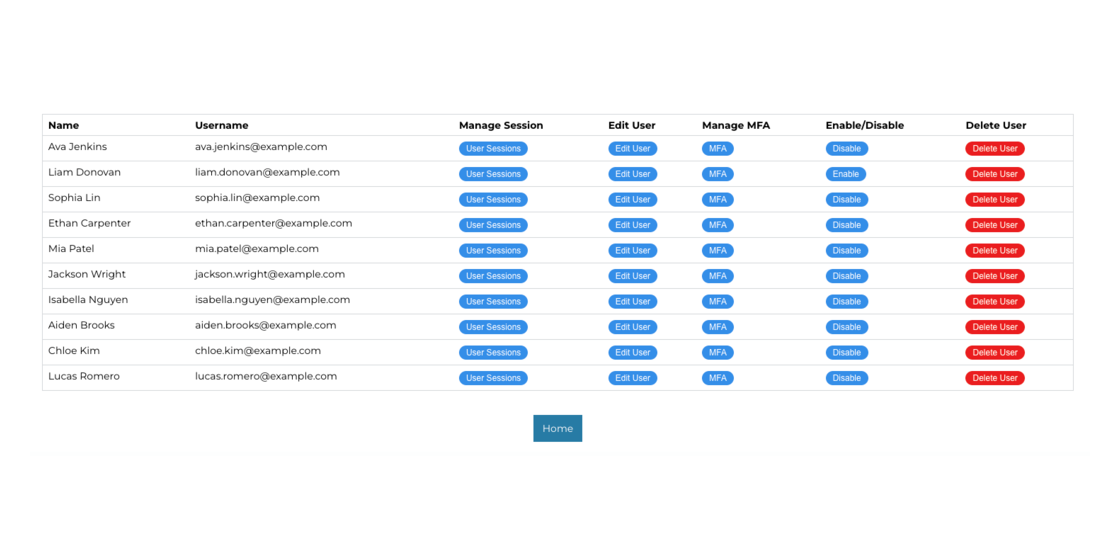 Name Username Manage Session Edit User Manage MFA Enable/Disable Delete User
Ava Jenkins ava.jenkins@example.com User Sessions Edit User MFA Disable Delete User
Liam Donovan liam.donovan@example.com User Sessions Edit User MFA Enable Delete User
Sophia Lin sophia.lin@example.com User Sessions Edit User MFA Disable Delete User
Ethan Carpenter ethan.carpenter@example.com User Sessions Edit User MFA Disable Delete User
Mia Patel mia.patel@example.com User Sessions Edit User MFA Disable Delete User
Jackson Wright jackson.wright@example.com User Sessions Edit User MFA Disable Delete User
Isabella Nguyen isabella.nguyen@example.com User Sessions Edit User MFA Disable Delete User
Aiden Brooks aiden.brooks@example.com User Sessions Edit User MFA Disable Delete User
Chloe Kim chloe.kim@example.com User Sessions Edit User MFA Disable Delete User
Lucas Romero lucas.romero@example.com User Sessions Edit User MFA Disable Delete User
Home